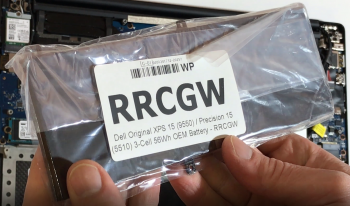 WP
RRCGW
Dell Original XPS 15 (9550) / Precision 15
(5510) 3-Cell 56Wh OEM Battery - RRCGW